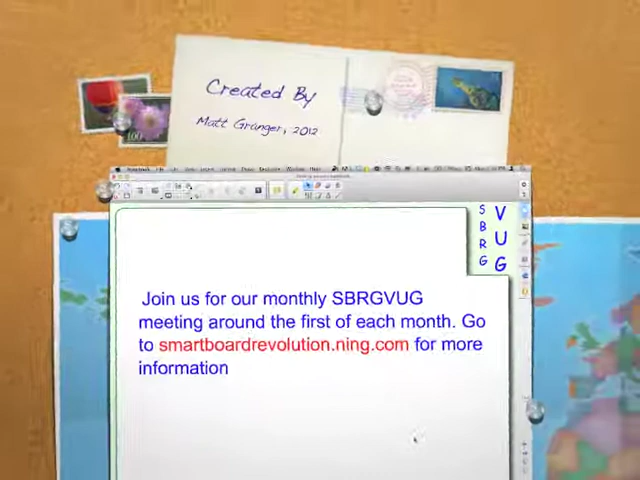 Created By
Matt Granger, 2012
S
B
R
G
V
U
G
Join us for our monthly SBRGVUG
meeting around the first of each month. Go
to smartboardrevolution.ning.com for more
information
100